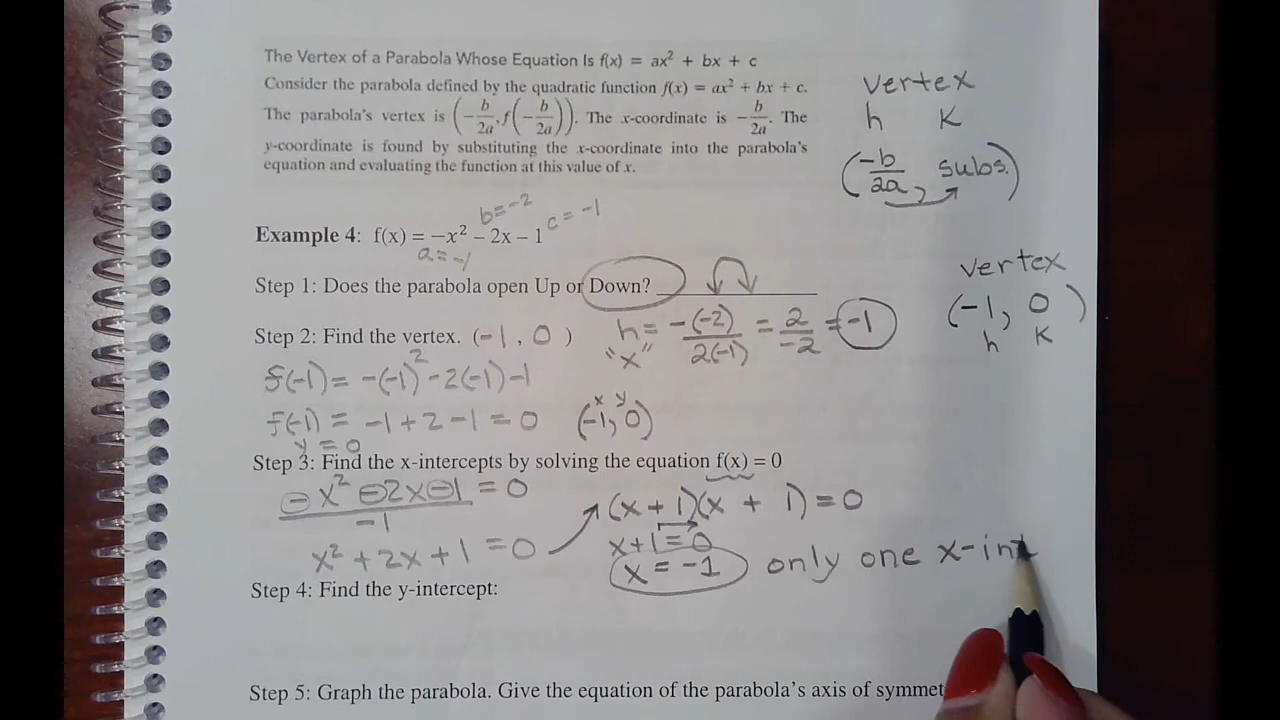 The Vertex of a Parabola Whose Equation Is f(x) = ax² + bx + c
Consider the parabola defined by the quadratic function f(x) = ax² + bx + c.
The parabola's vertex is (-b/2a, f(-b/2a)). The x-coordinate is -b/2a. The
y-coordinate is found by substituting the x-coordinate into the parabola's
equation and evaluating the function at this value of x.
vertex
h K
(-b/2a, subs.)
b=-2
c=-1
Example 4: f(x) = −x² − 2x − 1
a=-1
Step 1: Does the parabola open Up or Down?
vertex
(-1, 0)
h K
Step 2: Find the vertex. (-1, 0)
h = -(-2)/2(-1) = 2/-2 = -1
"x"
f(-1) = -(-1)² -2(-1) -1
f(-1) = -1+2-1=0
x y
(-1, 0)
y = 0
Step 3: Find the x-intercepts by solving the equation f(x) = 0
-x² -2x -1 = 0
-1
x² + 2x + 1 = 0
(x+1)(x + 1) = 0
x+1=0
x = -1 only one x-int
Step 4: Find the y-intercept:
Step 5: Graph the parabola. Give the equation of the parabola's axis of symmet